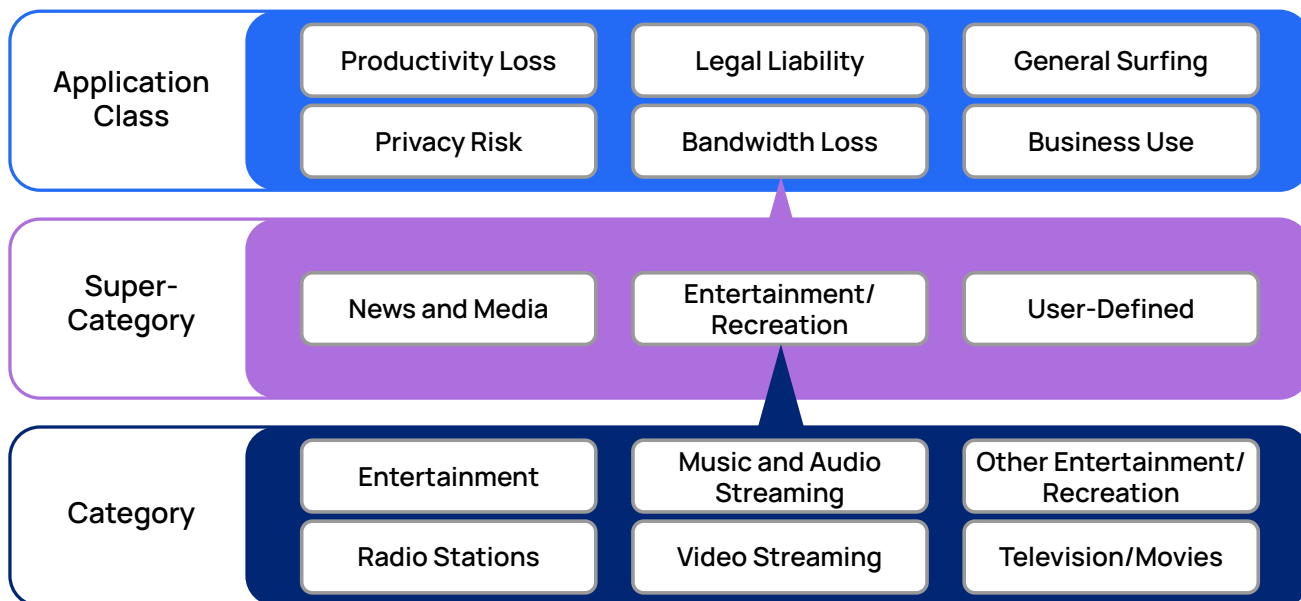 Application
Class
Productivity Loss
Legal Liability
General Surfing
Privacy Risk
Bandwidth Loss
Business Use
Super-
Category
News and Media
Entertainment/
Recreation
User-Defined
Category
Entertainment
Music and Audio
Streaming
Other Entertainment/
Recreation
Radio Stations
Video Streaming
Television/Movies